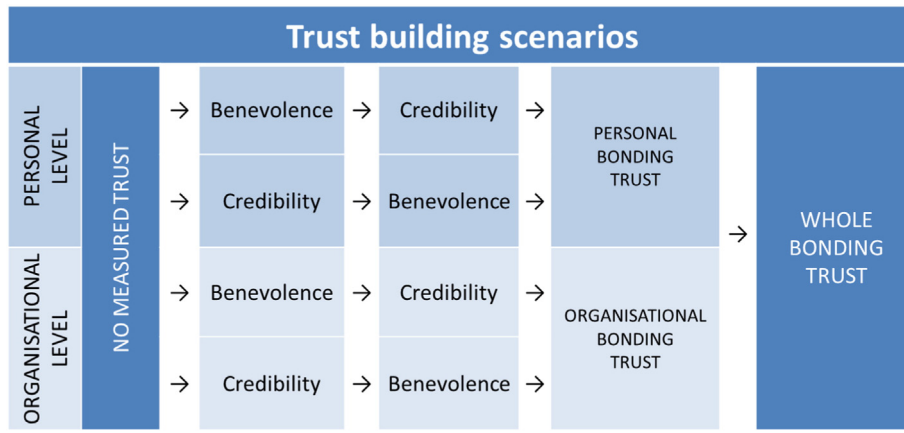 Trust building scenarios
PERSONAL
LEVEL
ORGANISATIONAL
LEVEL
NO MEASURED TRUST
→ Benevolence → Credibility →
→ Credibility → Benevolence →
PERSONAL
BONDING
TRUST
→ Benevolence → Credibility →
→ Credibility → Benevolence →
ORGANISATIONAL
BONDING
TRUST
→
WHOLE
BONDING
TRUST